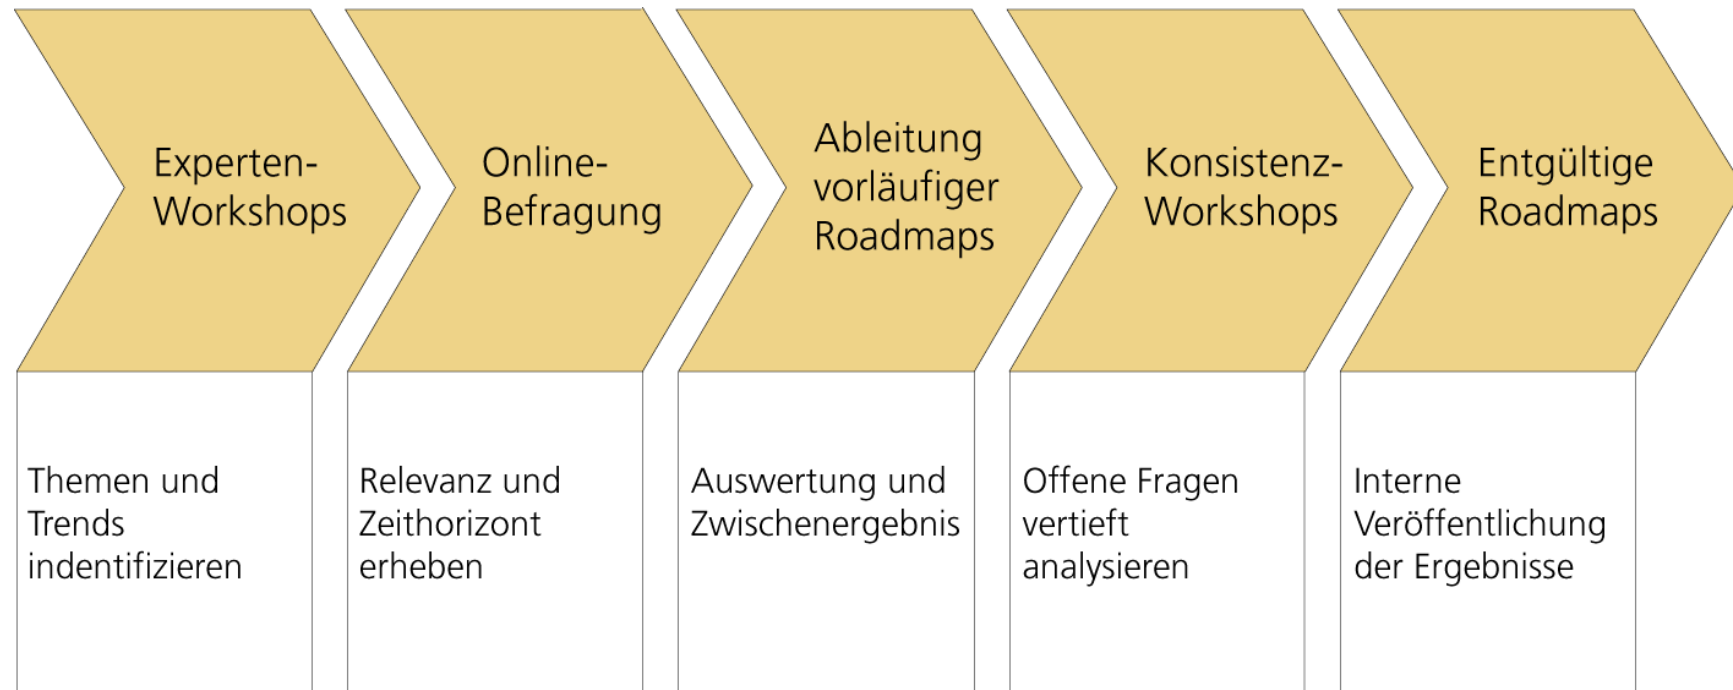 Experten-
Workshops
Online-
Befragung
Ableitung
vorläufiger
Roadmaps
Konsistenz-
Workshops
Entgültige
Roadmaps
Themen und
Trends
indentifizieren
Relevanz und
Zeithorizont
erheben
Auswertung und
Zwischenergebnis
Offene Fragen
vertieft
analysieren
Interne
Veröffentlichung
der Ergebnisse